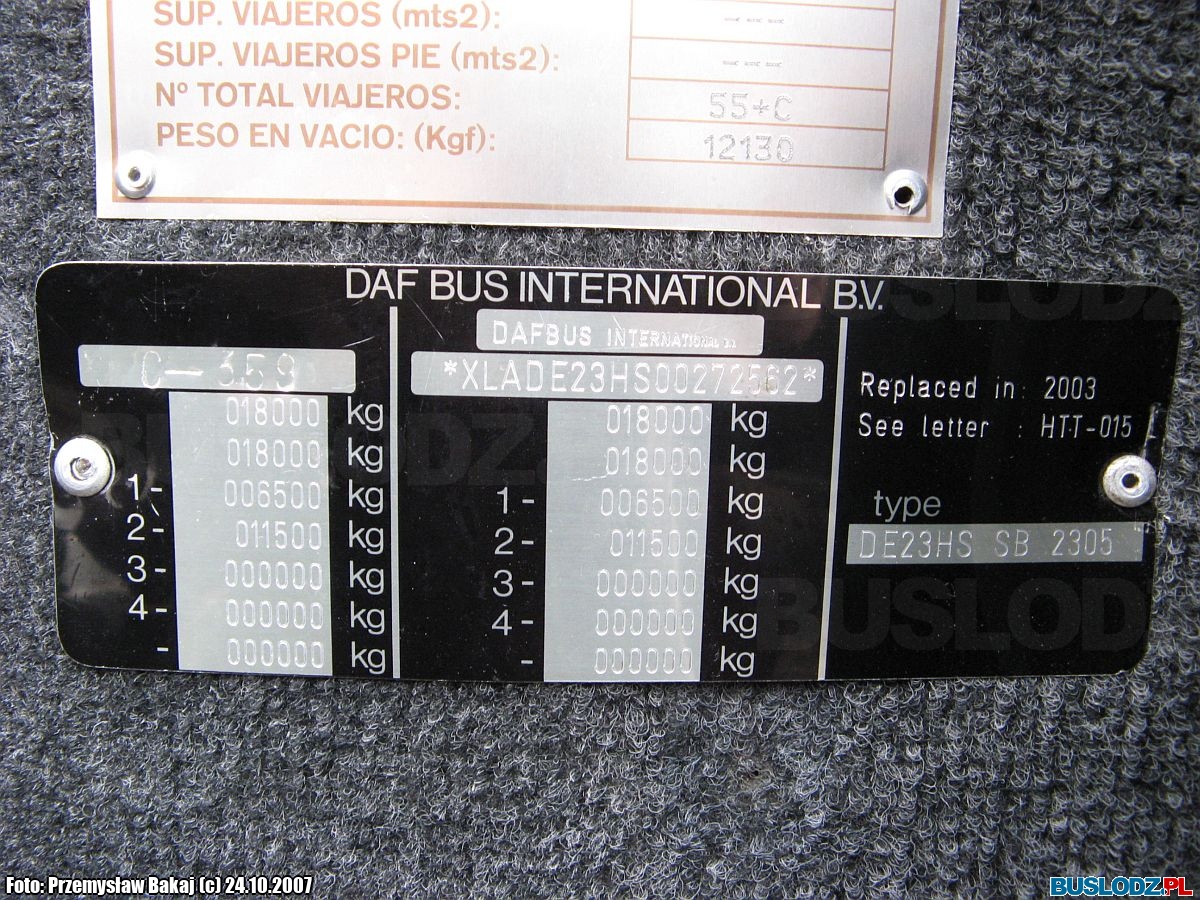 SUP. VIAJEROS (mts2): ---
SUP. VIAJEROS PIE (mts2): ---
Nº TOTAL VIAJEROS: 55+C
PESO EN VACIO: (Kgf): 12130
DAF BUS INTERNATIONAL B.V.
DAFBUS INTERNATIONAL B.V.
C-359
*XLADE23HS00272562*
018000 kg
018000 kg
1- 006500 kg
2- 011500 kg
3- 000000 kg
4- 000000 kg
- 000000 kg
018000 kg
018000 kg
1- 006500 kg
2- 011500 kg
3- 000000 kg
4- 000000 kg
- 000000 kg
Replaced in: 2003
See letter : HTT-015
type
DE23HS SB 2305
BUSLODZ.PL
Foto: Przemysław Bakaj (c) 24.10.2007
BUSLODZ.PL